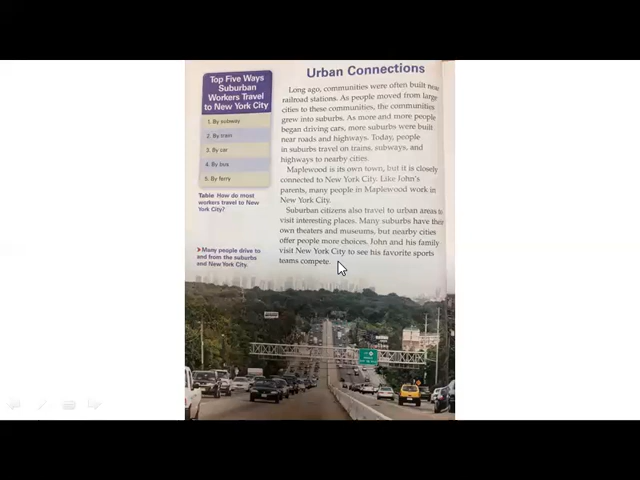 Top Five Ways
Suburban
Workers Travel
to New York City
1. By subway
2. By train
3. By car
4. By bus
5. By ferry
Table How do most
workers travel to New
York City?
Many people drive to
and from the suburbs
and New York City.
Urban Connections
Long ago, communities were often built near
railroad stations. As people moved from large
cities to these communities, the communities
grew into suburbs. As more and more people
began driving cars, more suburbs were built
near roads and highways. Today, people
in suburbs travel on trains, subways, and
highways to nearby cities.
Maplewood is its own town, but it is closely
connected to New York City. Like John's
parents, many people in Maplewood work in
New York City.
Suburban citizens also travel to urban areas to
visit interesting places. Many suburbs have their
own theaters and museums, but nearby cities
offer people more choices. John and his family
visit New York City to see his favorite sports
teams compete.